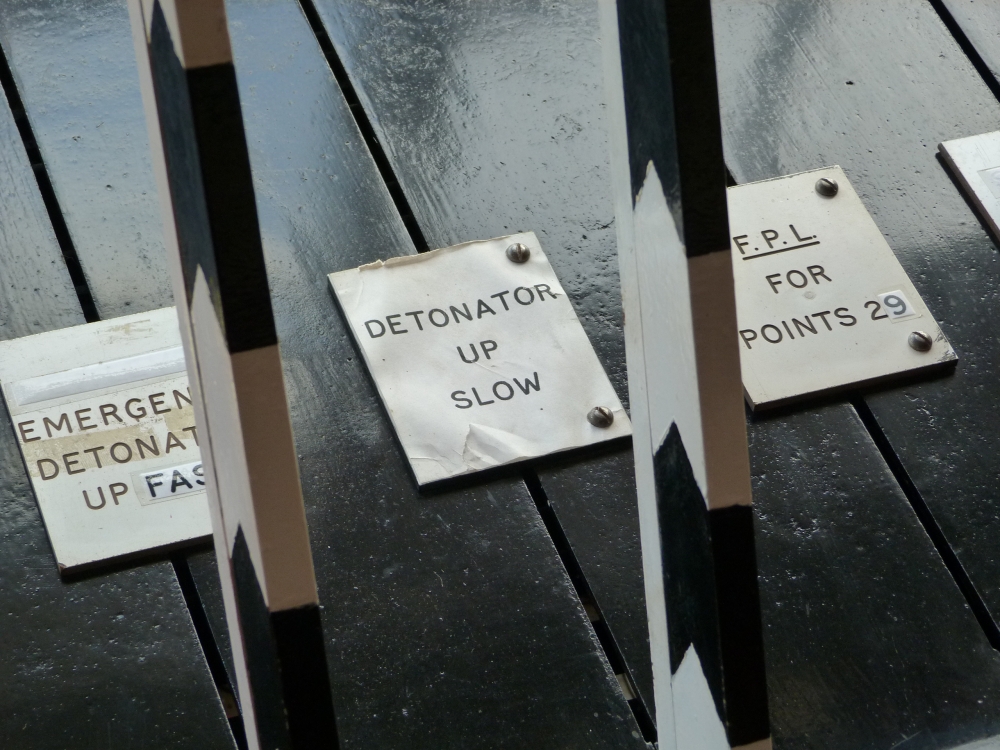 EMERGEN
DETONAT
UP FAS
DETONATOR
UP
SLOW
F.P.L.
FOR
POINTS 29